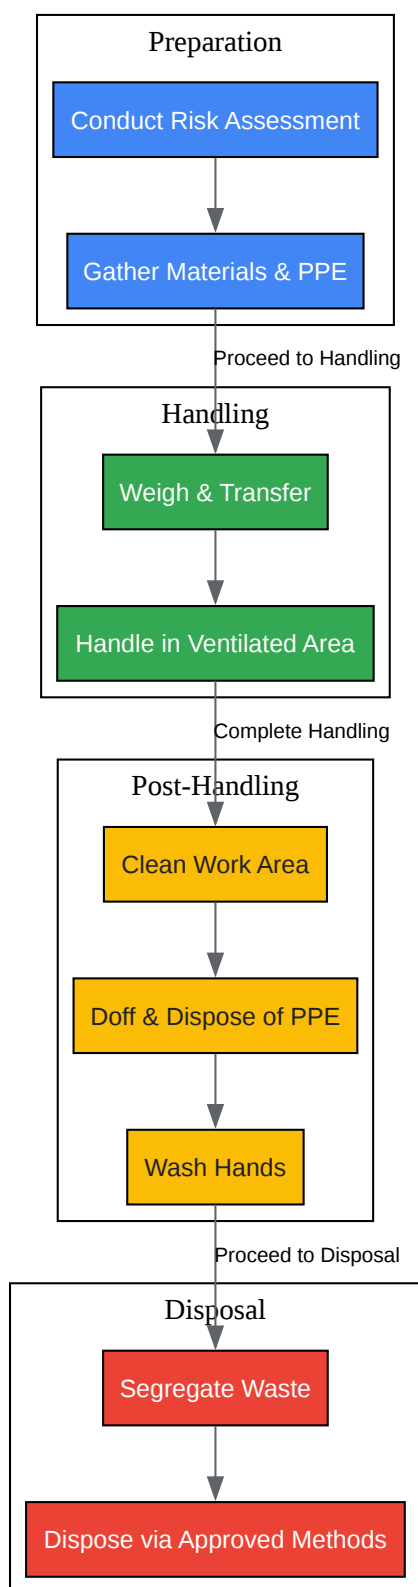 Preparation
Conduct Risk Assessment
Gather Materials & PPE
Proceed to Handling
Handling
Weigh & Transfer
Handle in Ventilated Area
Complete Handling
Post-Handling
Clean Work Area
Doff & Dispose of PPE
Wash Hands
Proceed to Disposal
Disposal
Segregate Waste
Dispose via Approved Methods